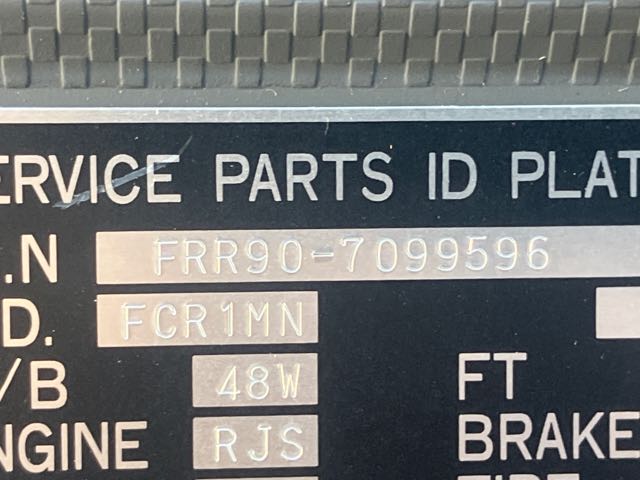 ERVICE PARTS ID PLAT
.N FRR90-7099596
D. FCR1MN
/B 48W FT
NGINE RJS BRAKE